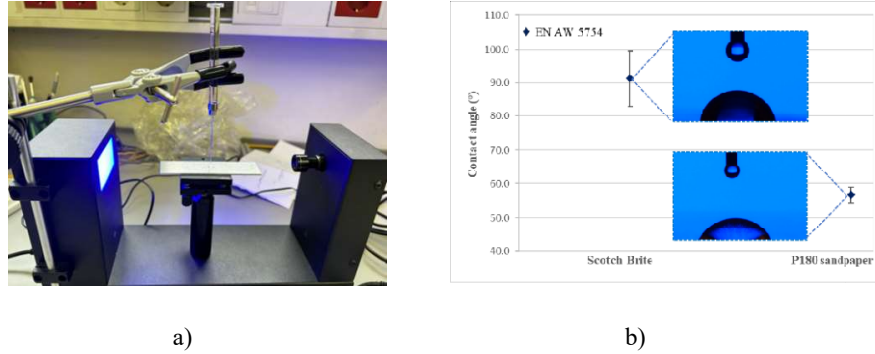 EN AW 5754
Contact angle (°)
110.0
100.0
90.0
80.0
70.0
60.0
50.0
40.0
Scotch Brite
P180 sandpaper
a)
b)